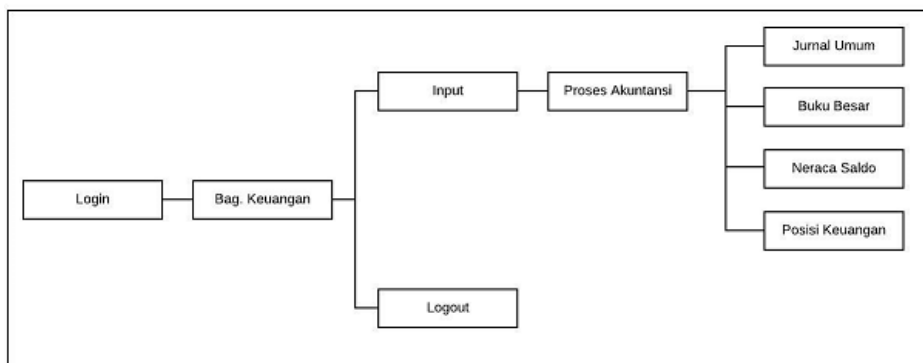 Login
Bag. Keuangan
Input
Proses Akuntansi
Jurnal Umum
Buku Besar
Neraca Saldo
Posisi Keuangan
Logout